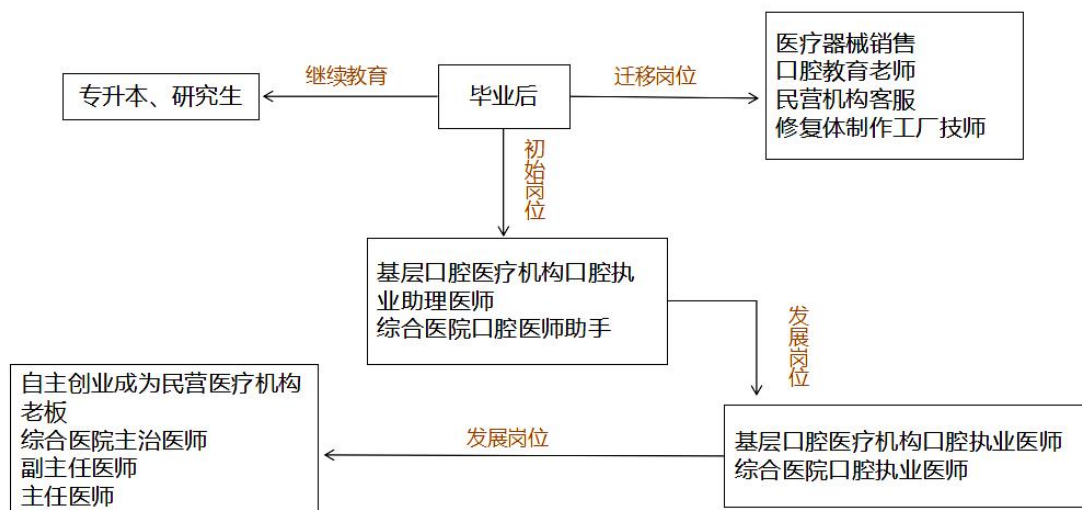 继续教育
专升本、研究生
毕业后
迁移岗位
医疗器械销售
口腔教育老师
民营机构客服
修复体制作工厂技师
初始岗位
基层口腔医疗机构口腔执
业助理医师
综合医院口腔医师助手
发展岗位
基层口腔医疗机构口腔执业医师
综合医院口腔执业医师
发展岗位
自主创业成为民营医疗机构
老板
综合医院主治医师
副主任医师
主任医师